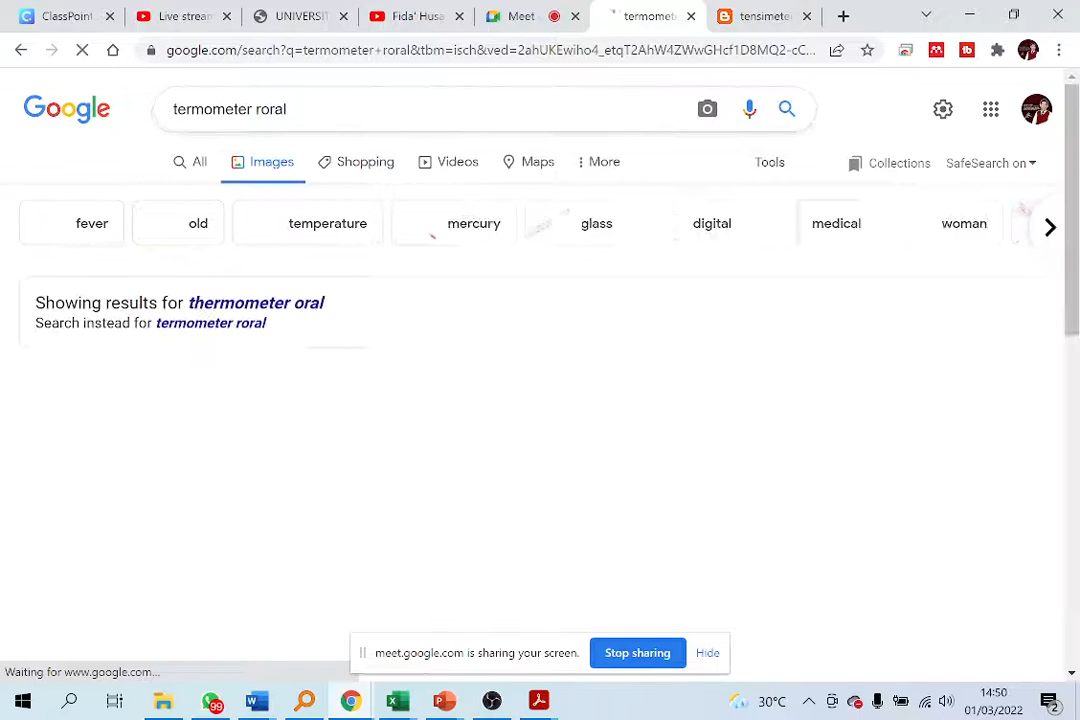 ClassPoint
Live stream
UNIVERSIT
Fida' Husa
Meet
termomet
tensimete
google.com/search?q=termometer+roral&tbm=isch&ved=2ahUKEwiho4_etqT2AhW4ZWwGHcf1D8MQ2-cC...
Google
termometer roral
All
Images
Shopping
Videos
Maps
More
Tools
Collections
SafeSearch on
fever
old
temperature
mercury
glass
digital
medical
woman
Showing results for thermometer oral
Search instead for termometer roral
meet.google.com is sharing your screen.
Stop sharing
Hide
Waiting for www.google.com...
99
30°C
14:50
01/03/2022
2